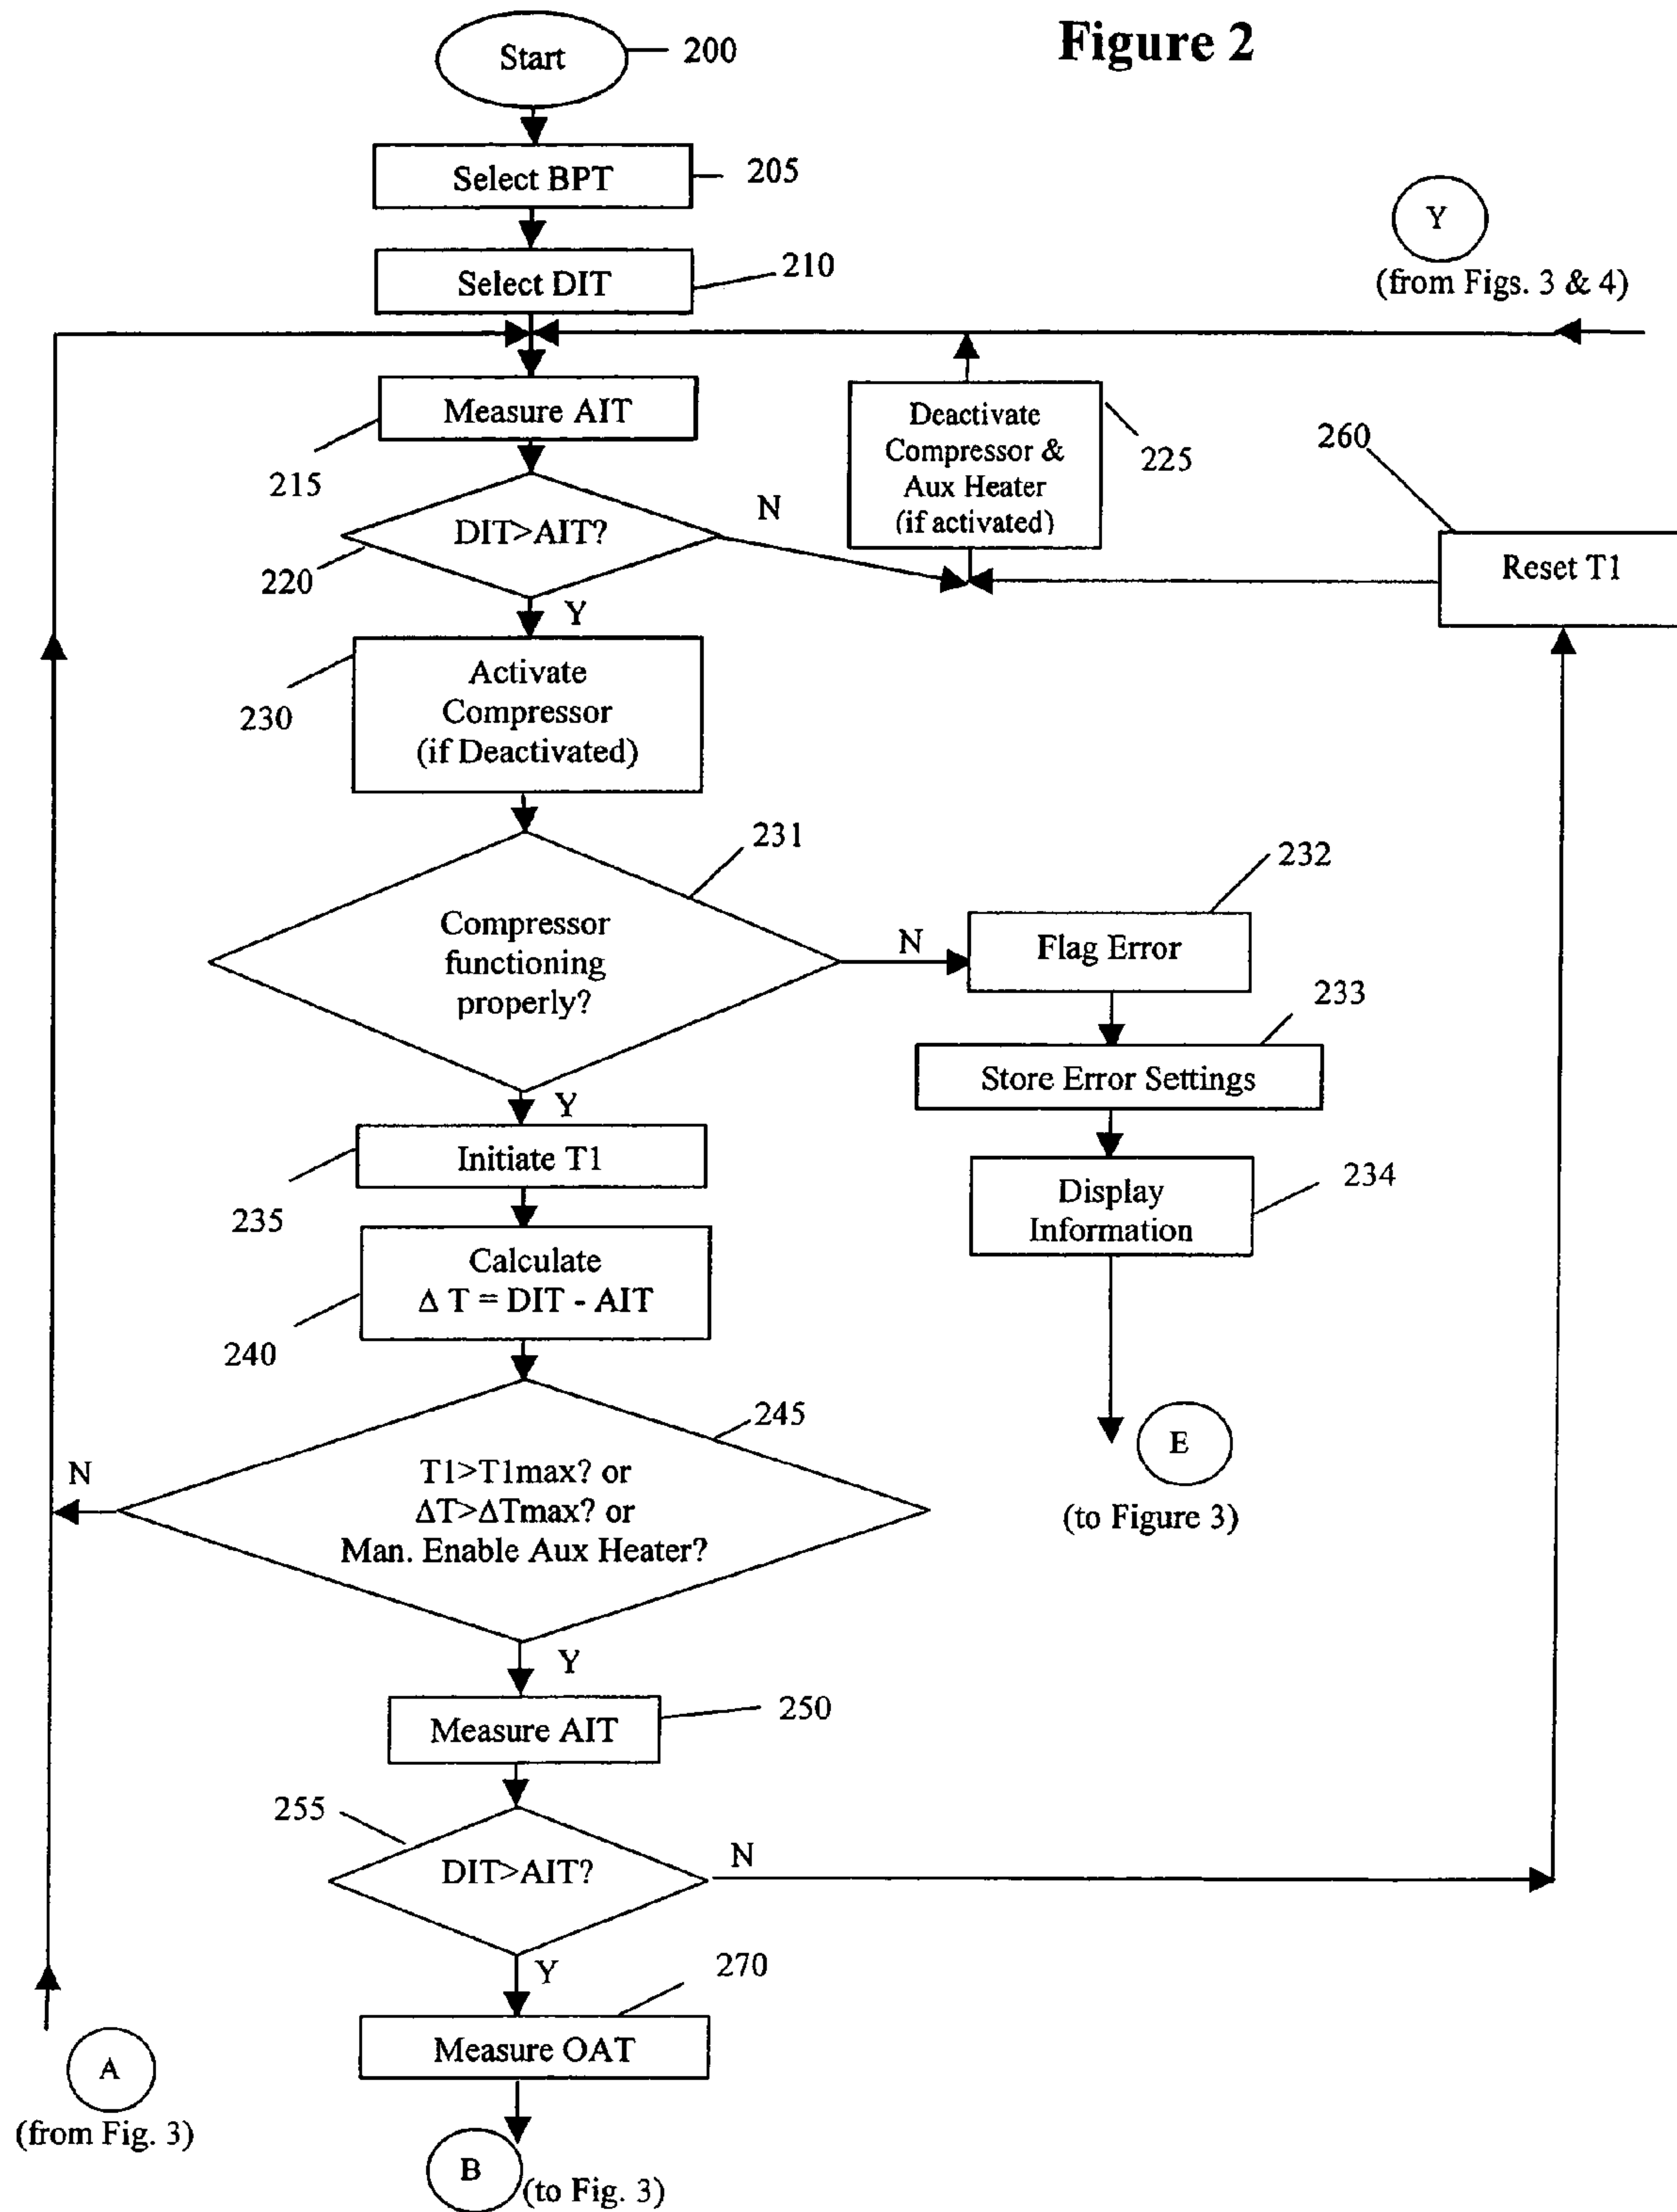 Figure 2
Start
200
Select BPT
205
Select DIT
210
Y
(from Figs. 3 & 4)
Measure AIT
215
Deactivate
Compressor &
Aux Heater
(if activated)
225
260
Reset T1
DIT>AIT?
N
220
Y
Activate
Compressor
(if Deactivated)
230
231
Compressor
functioning
properly?
N
232
Flag Error
233
Store Error Settings
234
Display
Information
E
(to Figure 3)
Y
Initiate T1
235
Calculate
Δ T = DIT - AIT
240
245
T1>T1max? or
ΔT>ΔTmax? or
Man. Enable Aux Heater?
N
Y
Measure AIT
250
255
DIT>AIT?
N
Y
270
Measure OAT
A
(from Fig. 3)
B
(to Fig. 3)